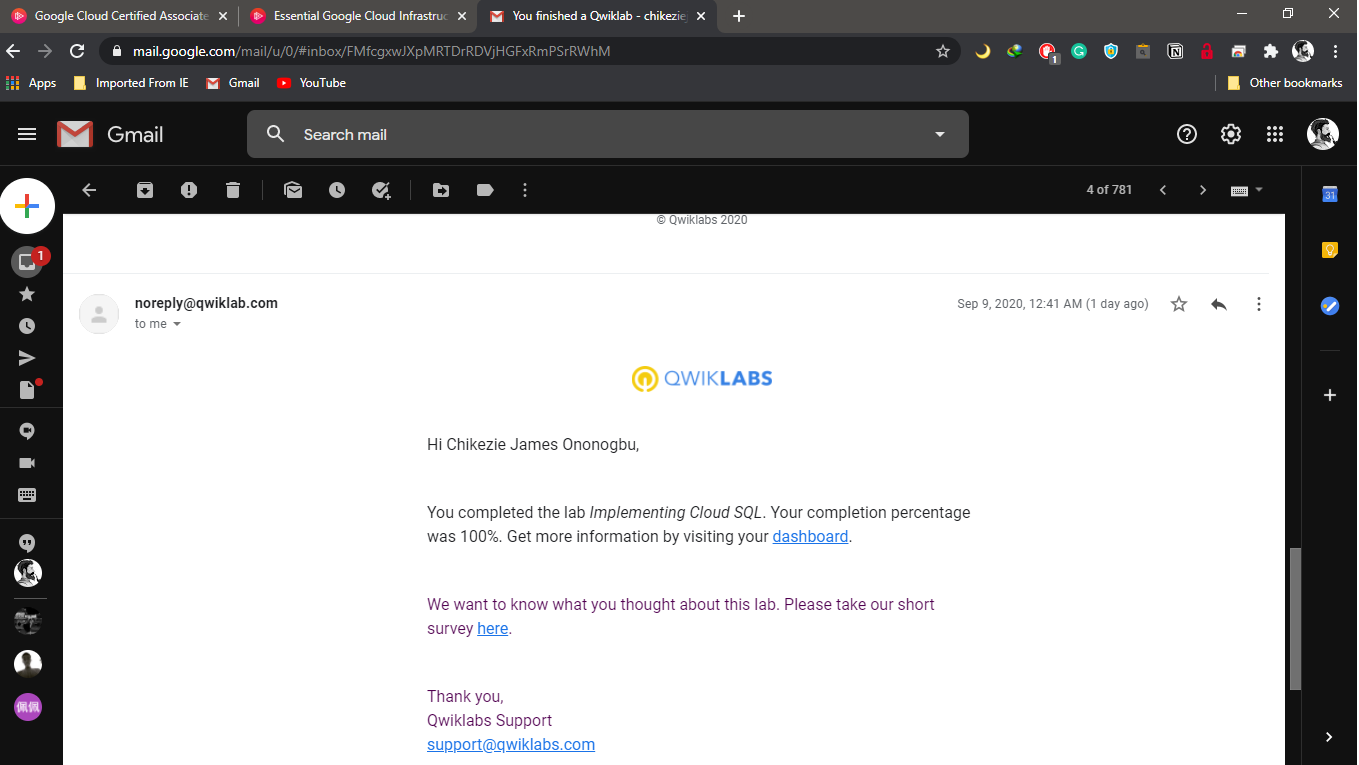 Google Cloud Certified Associate
Essential Google Cloud Infrastruc
You finished a Qwiklab - chikezie
mail.google.com/mail/u/0/#inbox/FMfcgxwJXpMRTDrRDVjHGFxRmPSrRWhM
1
Apps
Imported From IE
Gmail
YouTube
Other bookmarks
Gmail
Search mail
4 of 781
31
© Qwiklabs 2020
1
noreply@qwiklab.com
Sep 9, 2020, 12:41 AM (1 day ago)
to me
QWIKLABS
Hi Chikezie James Ononogbu,
You completed the lab Implementing Cloud SQL. Your completion percentage
was 100%. Get more information by visiting your dashboard.
We want to know what you thought about this lab. Please take our short
survey here.
Thank you,
Qwiklabs Support
support@qwiklabs.com
佩佩